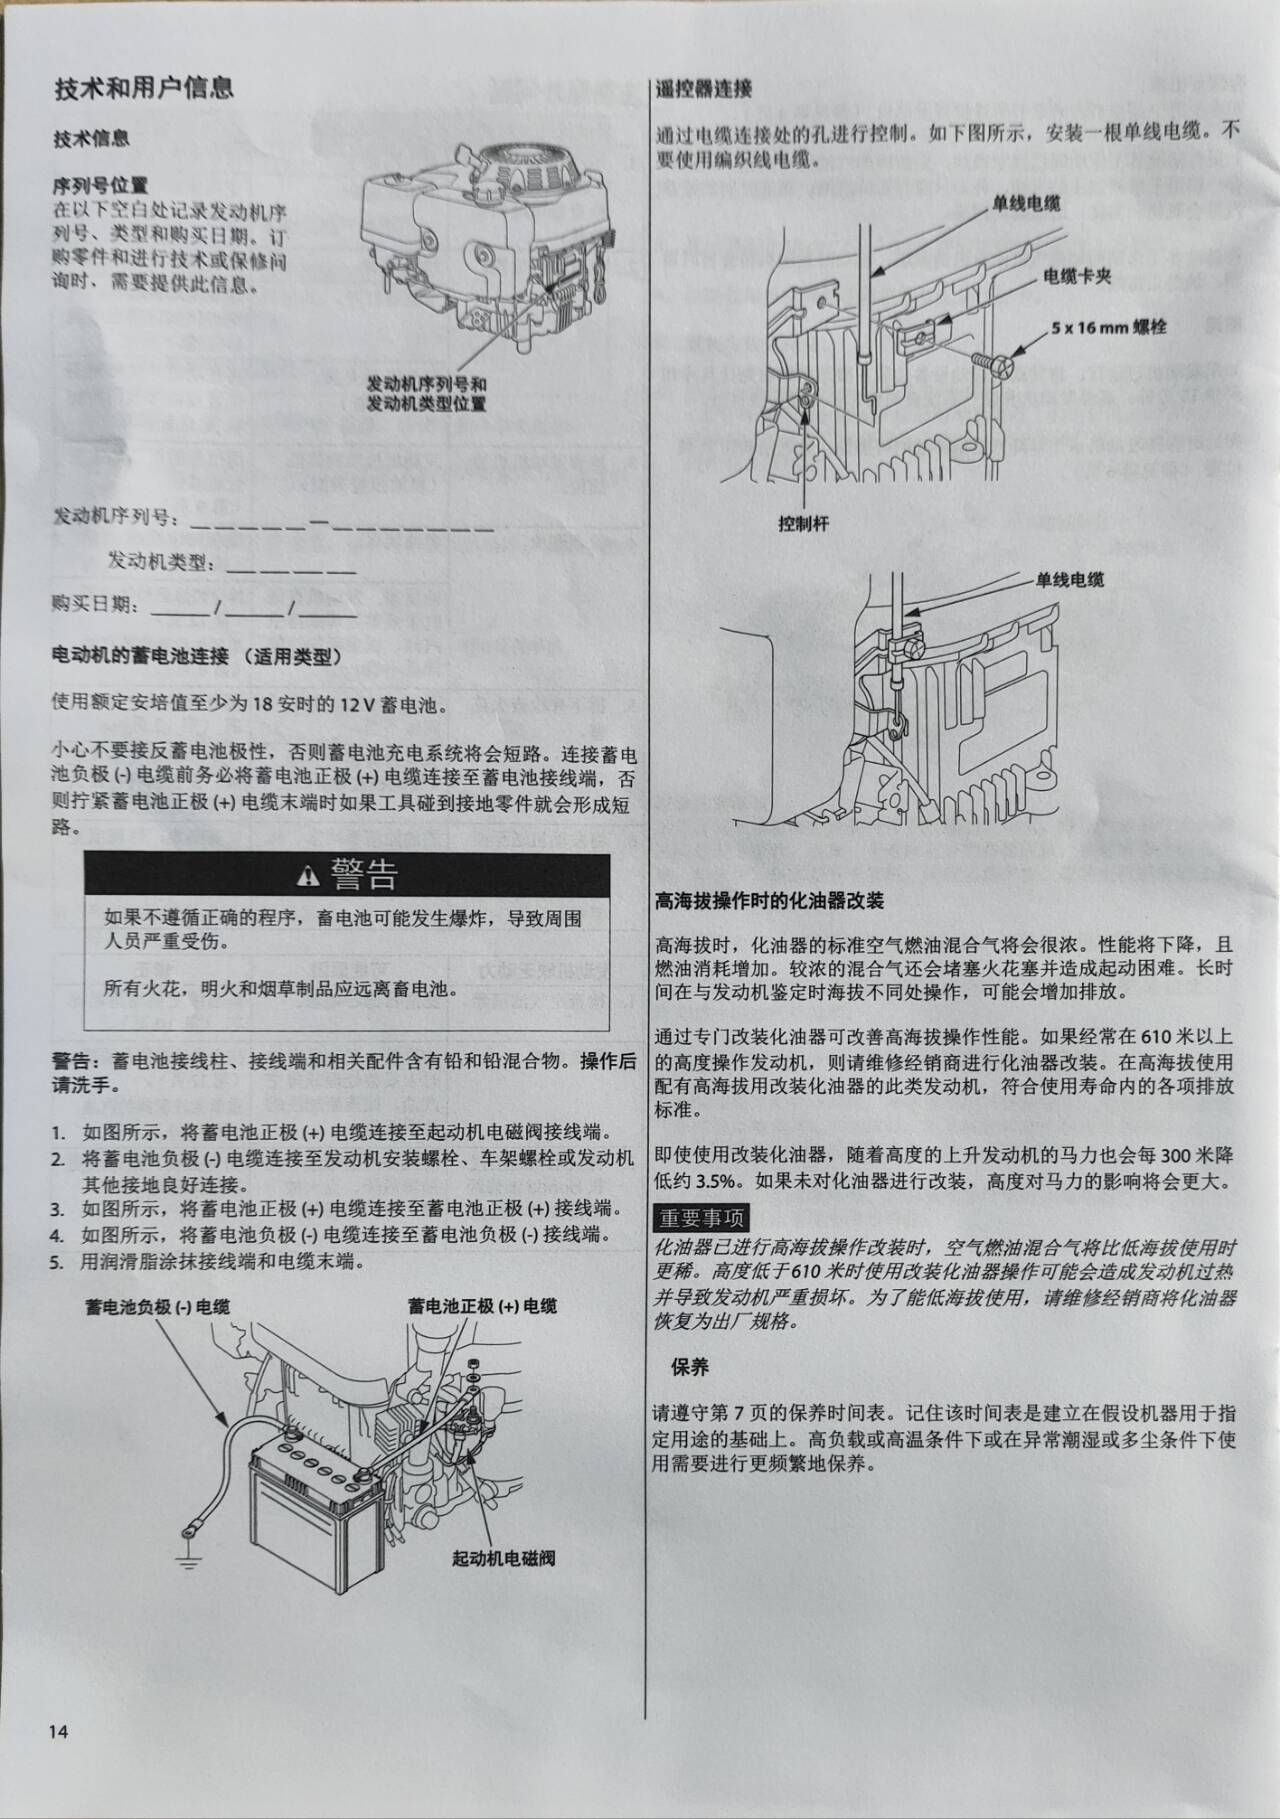 技术和用户信息
技术信息
序列号位置
在以下空白处记录发动机序
列号、类型和购买日期。订
购零件和进行技术或保修问
询时，需要提供此信息。
发动机序列号和
发动机类型位置
发动机序列号：_ _ _ _ _ – _ _ _ _ _ _ _
发动机类型：_ _ _ _
购买日期：_____/_____/_____
电动机的蓄电池连接 （适用类型）
使用额定安培值至少为 18 安时的 12 V 蓄电池。
小心不要接反蓄电池极性，否则蓄电池充电系统将会短路。连接蓄电
池负极 (-) 电缆前务必将蓄电池正极 (+) 电缆连接至蓄电池接线端，否
则拧紧蓄电池正极 (+) 电缆末端时如果工具碰到接地零件就会形成短
路。
警告
如果不遵循正确的程序，畜电池可能发生爆炸，导致周围
人员严重受伤。
所有火花，明火和烟草制品应远离畜电池。
警告：蓄电池接线柱、接线端和相关配件含有铅和铅混合物。操作后
请洗手。
1. 如图所示，将蓄电池正极 (+) 电缆连接至起动机电磁阀接线端。
2. 将蓄电池负极 (-) 电缆连接至发动机安装螺栓、车架螺栓或发动机
其他接地良好连接。
3. 如图所示，将蓄电池正极 (+) 电缆连接至蓄电池正极 (+) 接线端。
4. 如图所示，将蓄电池负极 (-) 电缆连接至蓄电池负极 (-) 接线端。
5. 用润滑脂涂抹接线端和电缆末端。
蓄电池负极 (-) 电缆
蓄电池正极 (+) 电缆
起动机电磁阀
14
遥控器连接
通过电缆连接处的孔进行控制。如下图所示，安装一根单线电缆。不
要使用编织线电缆。
单线电缆
电缆卡夹
5 x 16 mm 螺栓
控制杆
单线电缆
高海拔操作时的化油器改装
高海拔时，化油器的标准空气燃油混合气将会很浓。性能将下降，且
燃油消耗增加。较浓的混合气还会堵塞火花塞并造成起动困难。长时
间在与发动机鉴定时海拔不同处操作，可能会增加排放。
通过专门改装化油器可改善高海拔操作性能。如果经常在 610 米以上
的高度操作发动机，则请维修经销商进行化油器改装。在高海拔使用
配有高海拔用改装化油器的此类发动机，符合使用寿命内的各项排放
标准。
即使使用改装化油器，随着高度的上升发动机的马力也会每 300 米降
低约 3.5%。如果未对化油器进行改装，高度对马力的影响将会更大。
重要事项
化油器已进行高海拔操作改装时，空气燃油混合气将比低海拔使用时
更稀。高度低于610 米时使用改装化油器操作可能会造成发动机过热
并导致发动机严重损坏。为了能低海拔使用，请维修经销商将化油器
恢复为出厂规格。
保养
请遵守第 7 页的保养时间表。记住该时间表是建立在假设机器用于指
定用途的基础上。高负载或高温条件下或在异常潮湿或多尘条件下使
用需要进行更频繁地保养。